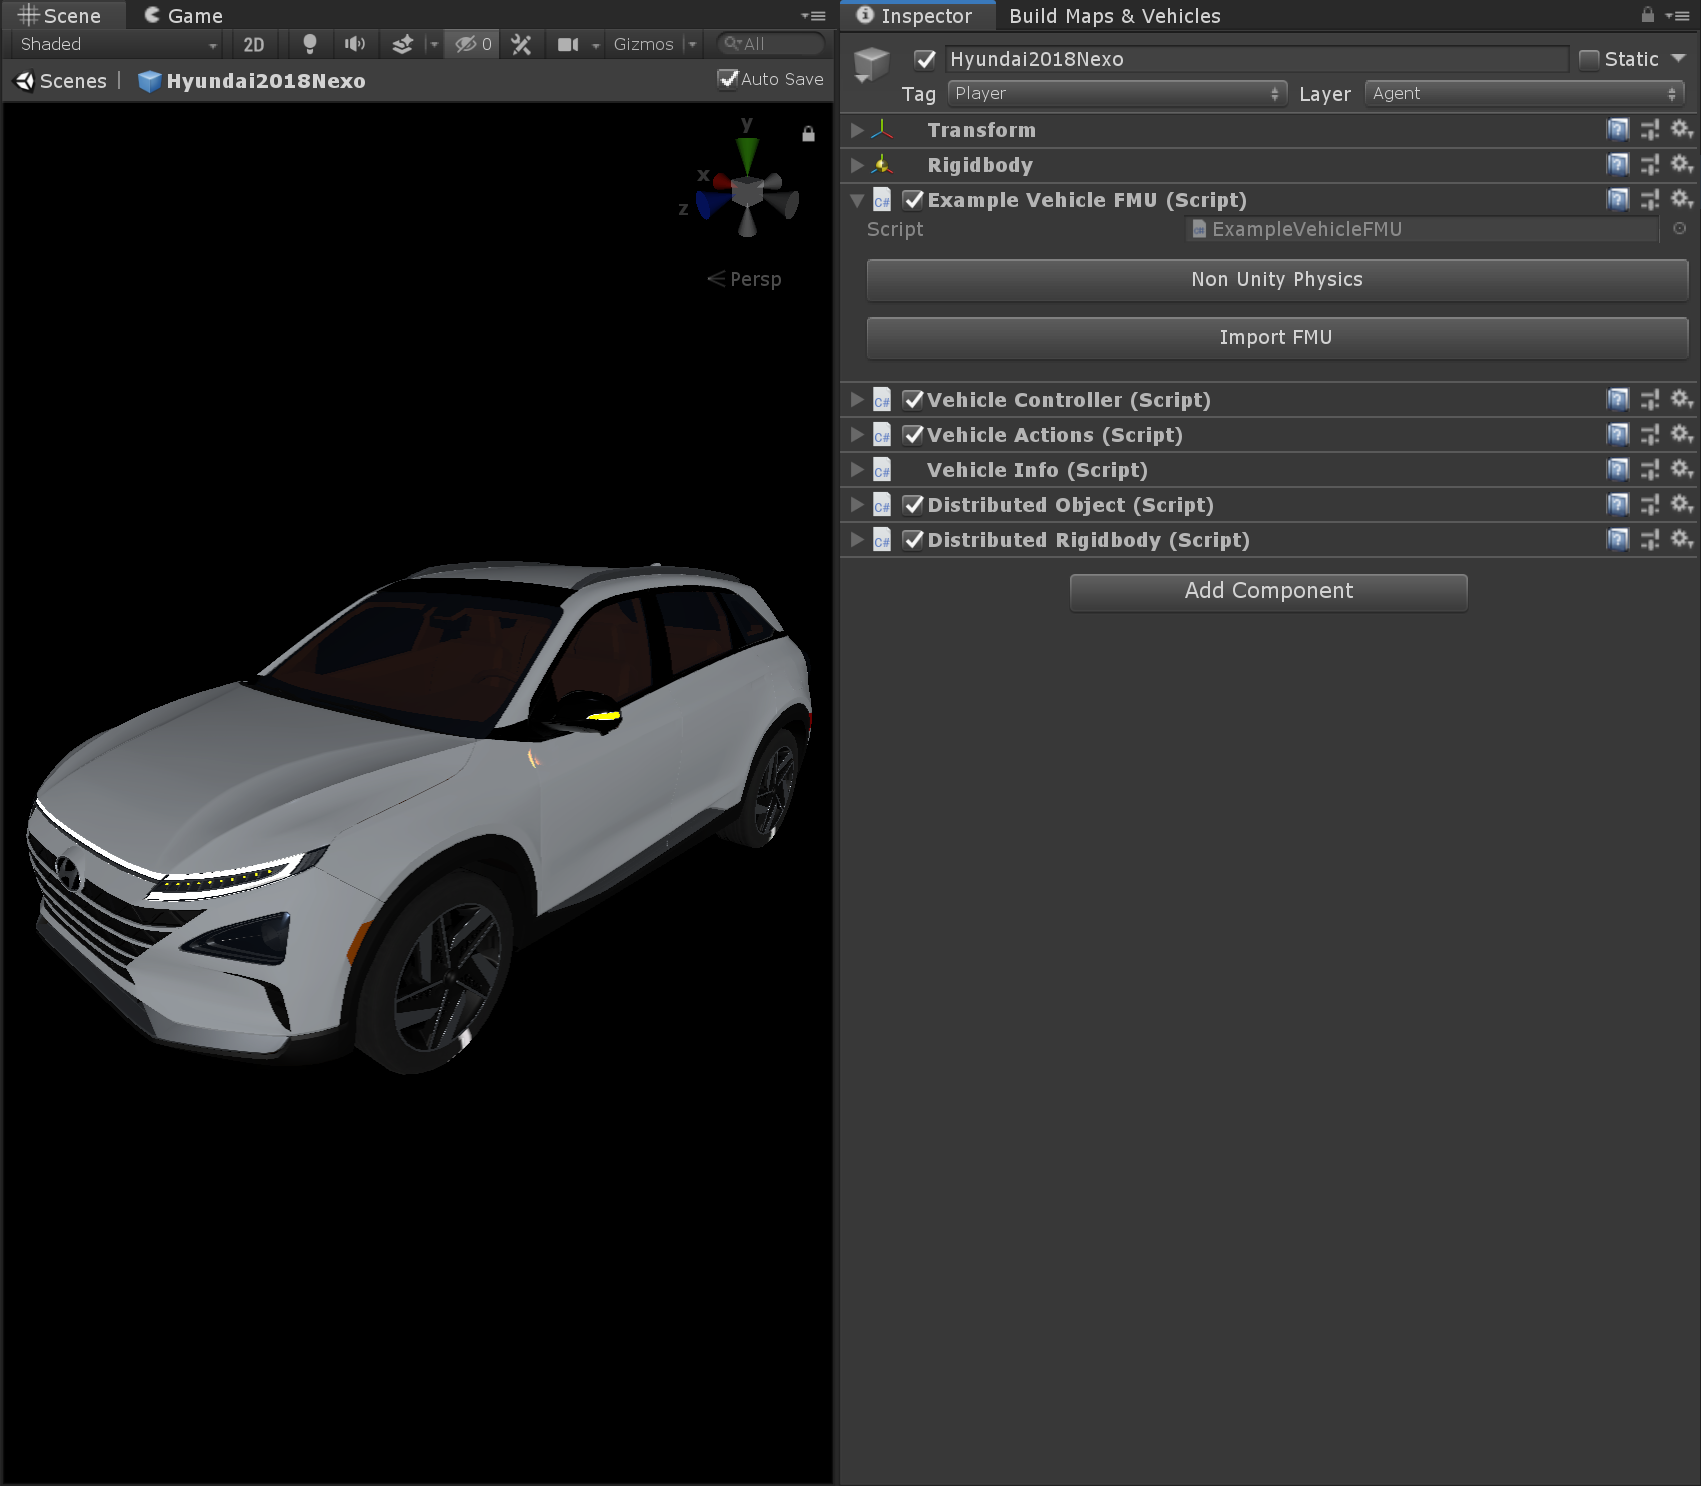 Scene
Game
Shaded
2D
0
Gizmos
All
Scenes
Hyundai2018Nexo
Auto Save
y
x
z
Persp
Inspector
Build Maps & Vehicles
Hyundai2018Nexo
Static
Tag
Player
Layer
Agent
Transform
Rigidbody
C#
Example Vehicle FMU (Script)
Script
ExampleVehicleFMU
Non Unity Physics
Import FMU
C#
Vehicle Controller (Script)
C#
Vehicle Actions (Script)
C#
Vehicle Info (Script)
C#
Distributed Object (Script)
C#
Distributed Rigidbody (Script)
Add Component